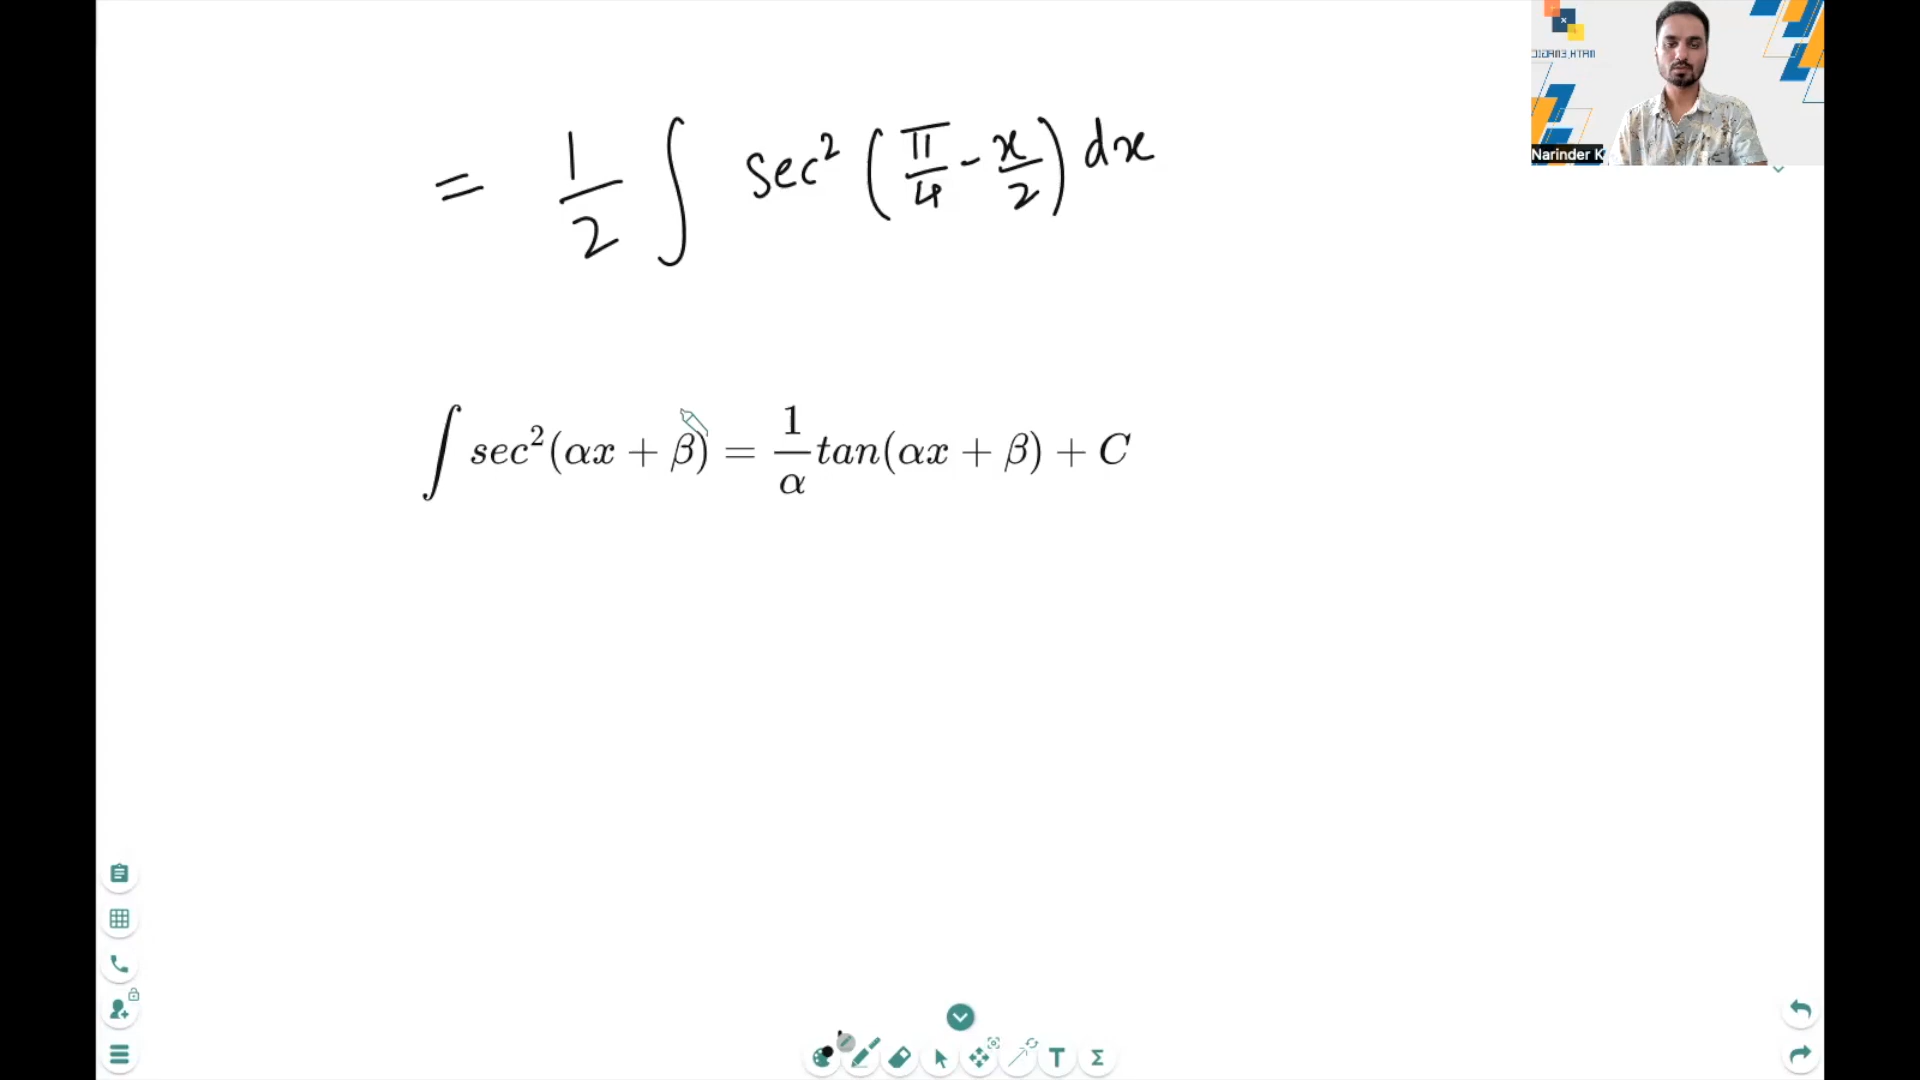 = 1/2 ∫ sec² (π/4 - x/2) dx
∫ sec²(αx + β) = 1/α tan(αx + β) + C
Narinder K
T Σ